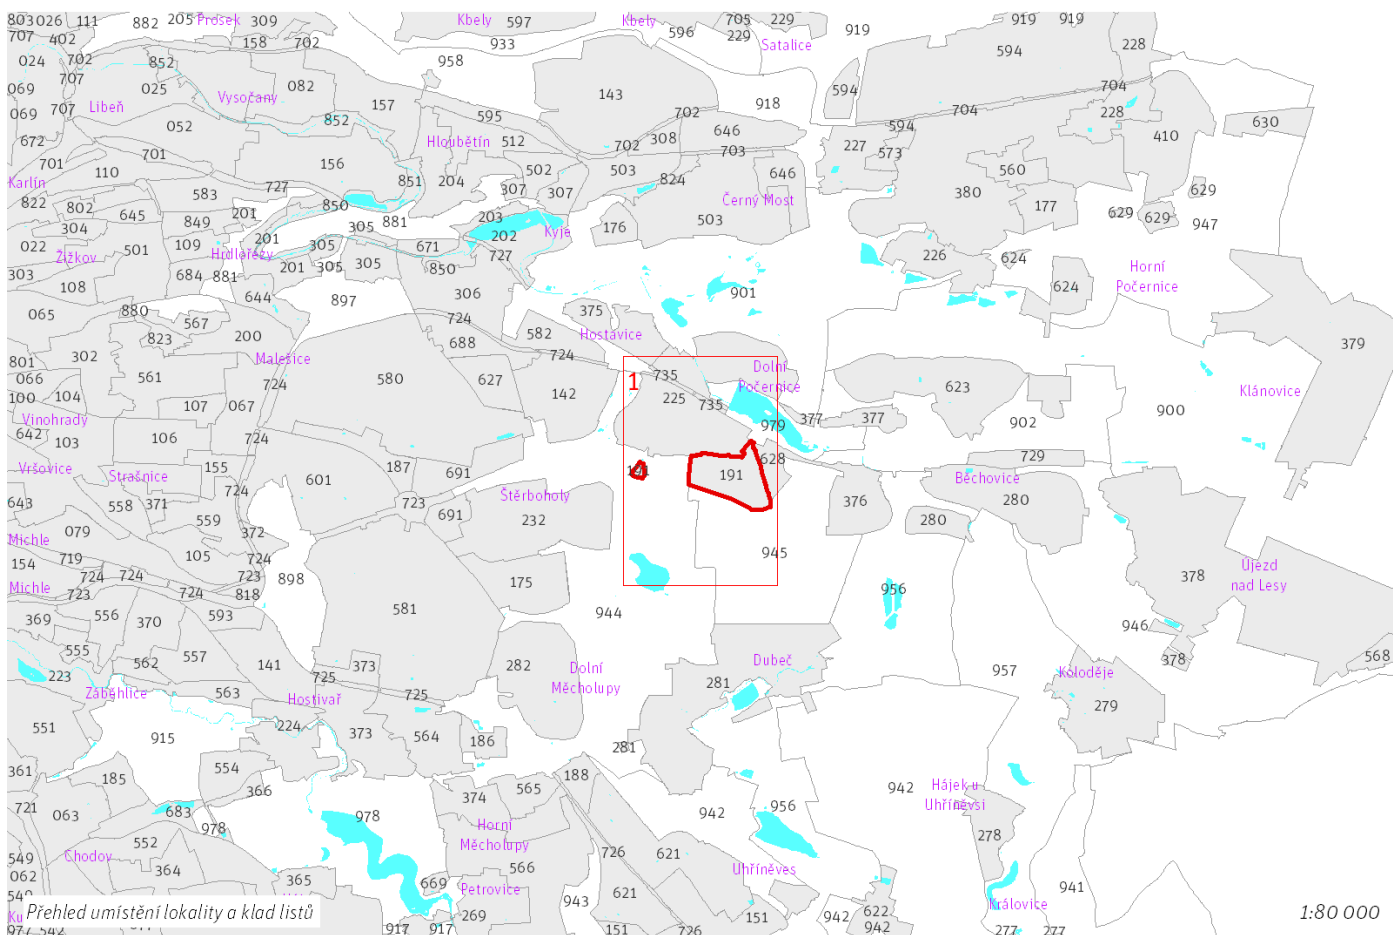 803 026 111 882 205 Prosek 309 Kbely 597 Kbely 705 229 919 919 919
707 402 158 702 933 596 229 Satalice 594 228
024 702 852 958
707 082 143 594 704
069 025 Vysočany 157 918 704
Libeň 595 702 228 630
069 707 852 594
672 052 Hloubětín 512 702 308 646 703 227 573 410
701 701 156 502 503 646 560
Karlín 110 727 851 204 307 307 824 380 629
822 802 645 583 850 Černý Most 177 629 629
304 849 201 305 881 203 202 Kyje 176 503 947
022 Žižkov 501 109 201 305 671 727 226 624
303 684 Hrdlořezy 881 201 305 305 850 Horní
108 644 897 306 901 624 Počernice
065 880 567 724 375
823 200 688 582 Hostavice 379
801 302 Malešice 724 Dolní
066 561 724 580 627 142 735 Počernice 623 Klánovice
100 104 107 067 225 735 377 377 900
Vinohrady 979 902
642 103 106 724
Vršovice 155 187 691 191 628 729
Strašnice 724 601 191 Běchovice
643 558 371 723 Štěrboholy 376 280
559 691 232 280
Michle 079 372
719 105 724 945
154 724 724 723 898 175 Újezd
Michle 723 724 818 378 nad Lesy
369 556 370 593 581 944 956
555 557 946
562 141 373 282 Dolní Dubeč 957 378 568
223 725 Měcholupy Koloděje
Záběhlice 563 Hostivař 725 281 279
551 224
915 373 564 186 281
361 554 188
185 366 374 565 942 Hájek u
721 063 683 978 942 956 Uhříněvsi
978 Horní 278
552 Měcholupy 726 621
549 Chodov 364 566
062 365 669 Petrovice 621 Uhříněves 941
943 622 Královice
269 151 942
917 917 151 726 942 277 277
Přehled umístění lokality a klad listů
1:80 000
1